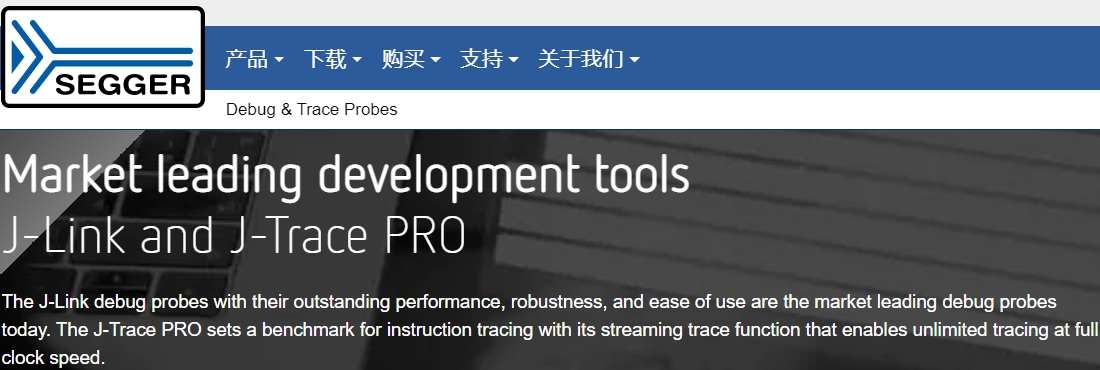 SEGGER
产品 下载 购买 支持 关于我们
Debug & Trace Probes
Market leading development tools
J-Link and J-Trace PRO
The J-Link debug probes with their outstanding performance, robustness, and ease of use are the market leading debug probes
today. The J-Trace PRO sets a benchmark for instruction tracing with its streaming trace function that enables unlimited tracing at full
clock speed.